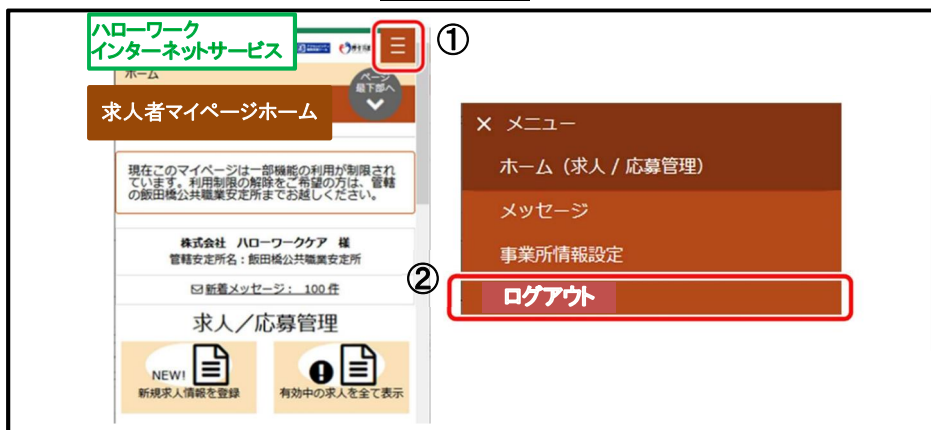 ハローワーク
インターネットサービス
①
ホーム
ページ
最下部へ
求人者マイページホーム
現在このマイページは一部機能の利用が制限され
ています。利用制限の解除をご希望の方は、管轄
の飯田橋公共職業安定所までお越しください。
株式会社 ハローワークケア 様
管轄安定所名：飯田橋公共職業安定所
新着メッセージ： 100 件
求人／応募管理
NEW!
新規求人情報を登録
有効中の求人を全て表示
× メニュー
ホーム（求人 / 応募管理）
メッセージ
事業所情報設定
②
ログアウト